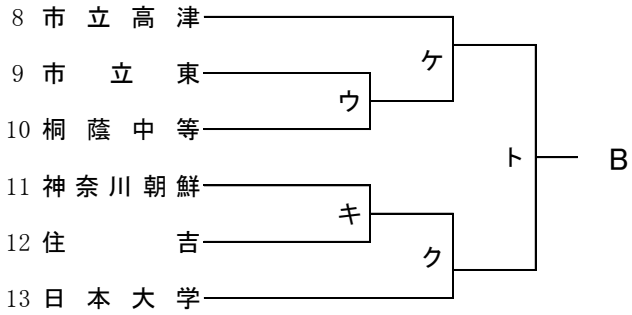 8 市立高津
9 市立東
10 桐蔭中等
11 神奈川朝鮮
12 住吉
13 日本大学
ケ
ウ
ト
B
キ
ク